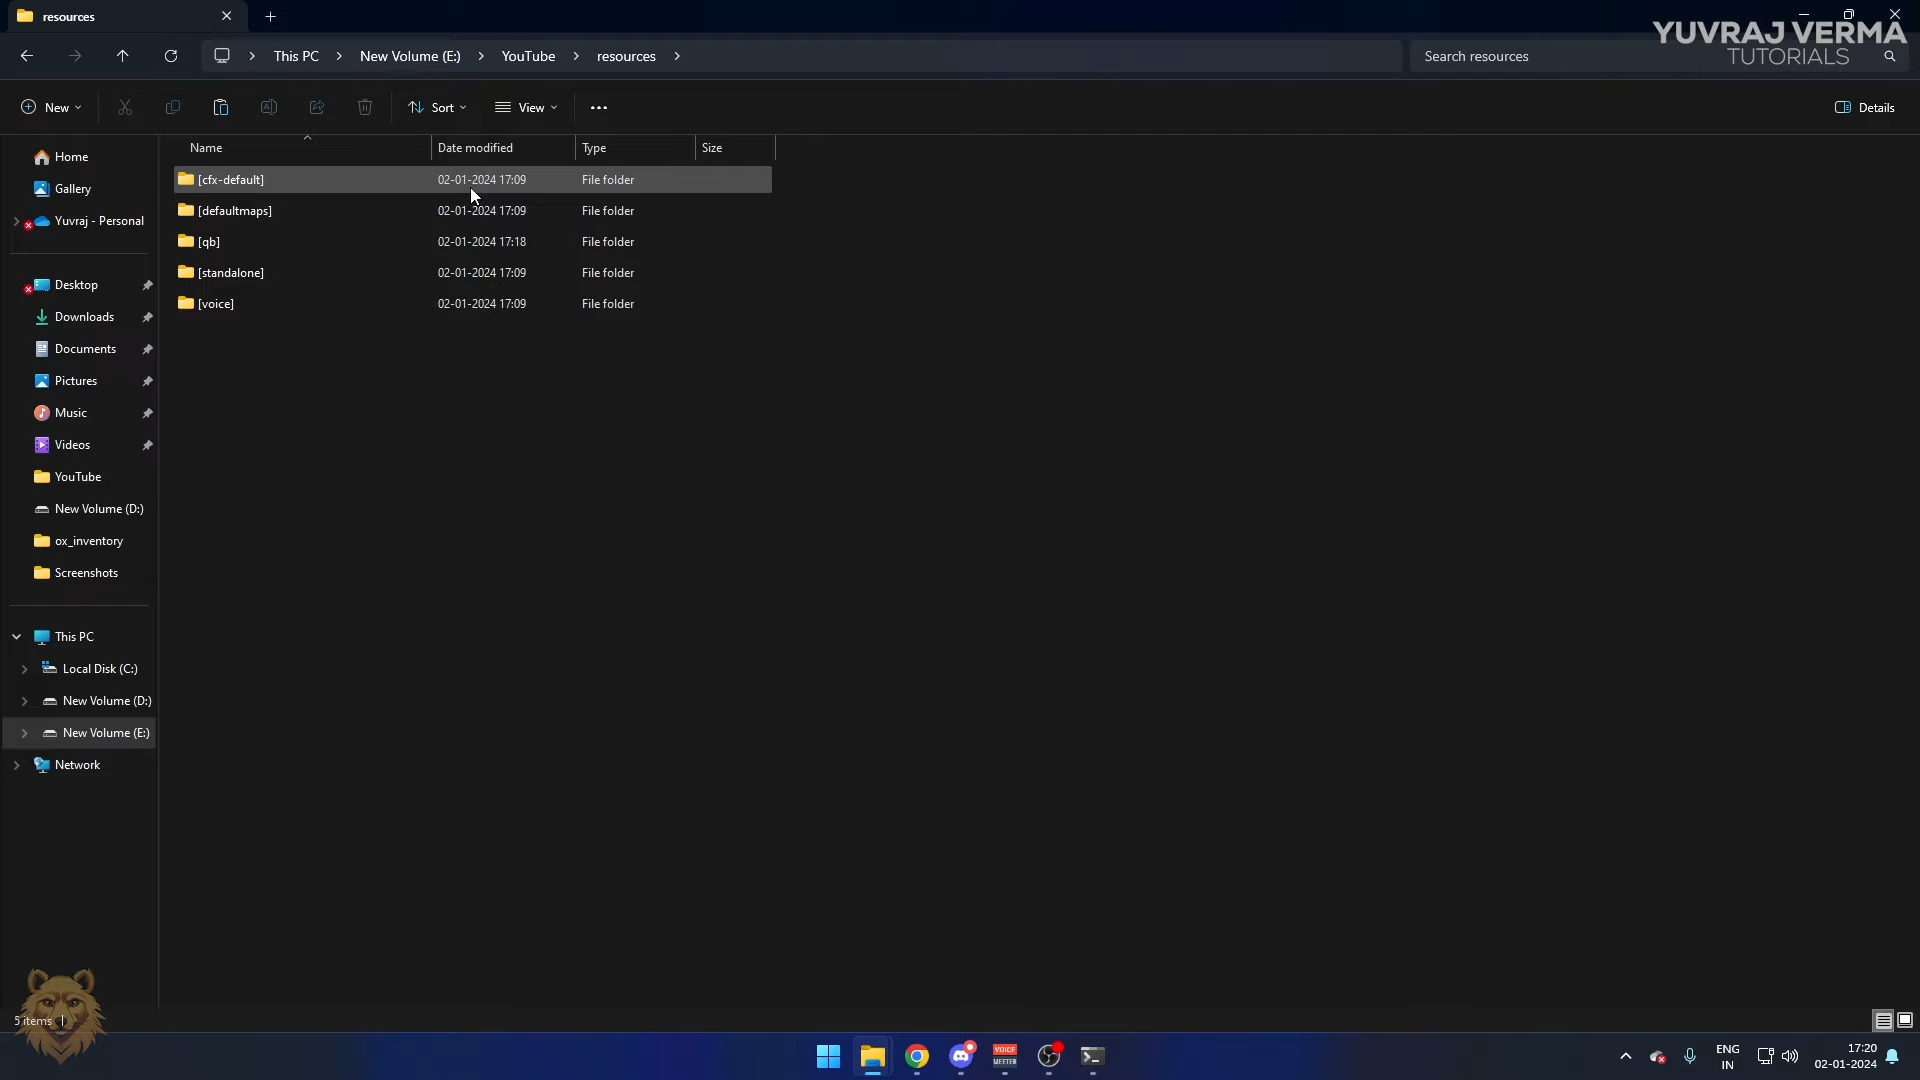 resources
YUVRAJ VERMA
TUTORIALS
This PC
New Volume (E:)
YouTube
resources
Search resources
New
Sort
View
Details
Name
Date modified
Type
Size
[cfx-default]
02-01-2024 17:09
File folder
[defaultmaps]
02-01-2024 17:09
File folder
[qb]
02-01-2024 17:18
File folder
[standalone]
02-01-2024 17:09
File folder
[voice]
02-01-2024 17:09
File folder
Home
Gallery
Yuvraj - Personal
Desktop
Downloads
Documents
Pictures
Music
Videos
YouTube
New Volume (D:)
ox_inventory
Screenshots
This PC
Local Disk (C:)
New Volume (D:)
New Volume (E:)
Network
5 items
VOICE
MEETER
ENG
IN
17:20
02-01-2024